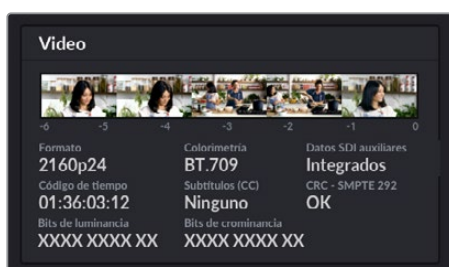 Video
-6 -5 -4 -3 -2 -1 0
Formato Colorimetría Datos SDI auxiliares
2160p24 BT.709 Integrados
Código de tiempo Subtítulos (CC) CRC - SMPTE 292
01:36:03:12 Ninguno OK
Bits de luminancia Bits de crominancia
XXXX XXXX XX XXXX XXXX XX